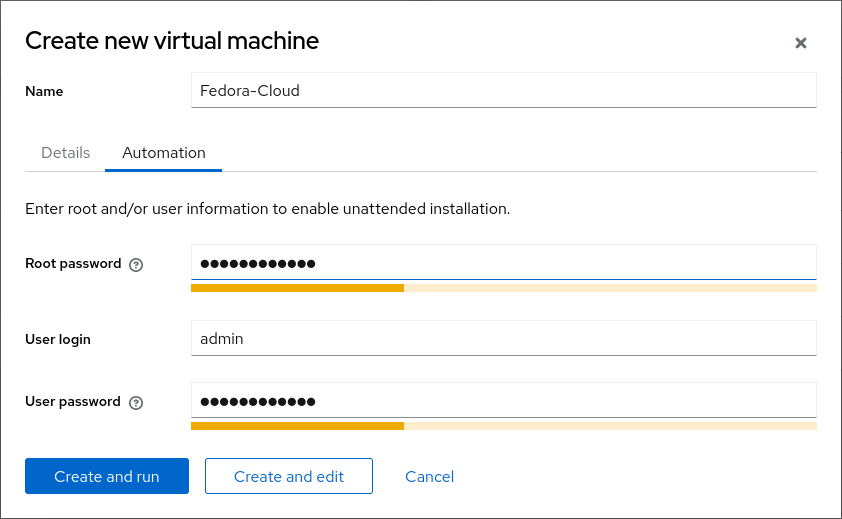 Create new virtual machine
Name
Fedora-Cloud
Details Automation
Enter root and/or user information to enable unattended installation.
Root password
●●●●●●●●●●●●
User login
admin
User password
●●●●●●●●●●●●
Create and run Create and edit Cancel